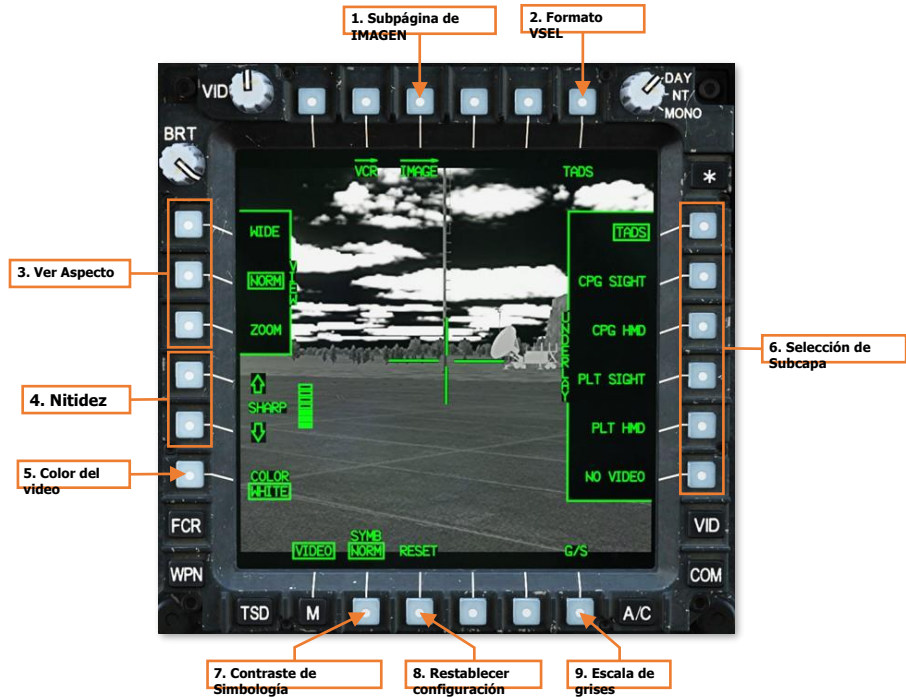 1. Subpágina de
IMAGEN
2. Formato
VSEL
VID
DAY
NT
MONO
BRT
*
VCR
IMAGE
TADS
WIDE
NORM
ZOOM
VIEW
TADS
CPG SIGHT
CPG HMD
PLT SIGHT
PLT HMD
NO VIDEO
UNDERLAY
3. Ver Aspecto
4. Nitidez
5. Color del
video
6. Selección de
Subcapa
SHARP
COLOR
WHITE
FCR
WPN
VID
COM
SYMB
VIDEO
NORM
RESET
G/S
TSD
M
A/C
7. Contraste de
Simbología
8. Restablecer
configuración
9. Escala de
grises